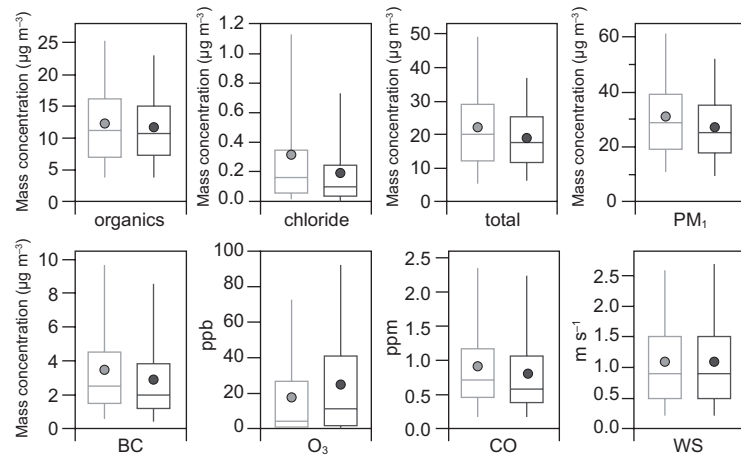 Mass concentration (µg m⁻³)
25
20
15
10
5
0
organics
Mass concentration (µg m⁻³)
1.2
1.0
0.8
0.6
0.4
0.2
0.0
chloride
Mass concentration (µg m⁻³)
50
40
30
20
10
0
total
Mass concentration (µg m⁻³)
60
40
20
0
PM₁
Mass concentration (µg m⁻³)
10
8
6
4
2
0
BC
ppb
100
80
60
40
20
0
O₃
ppm
2.5
2.0
1.5
1.0
0.5
0.0
CO
m s⁻¹
2.5
2.0
1.5
1.0
0.5
0.0
WS